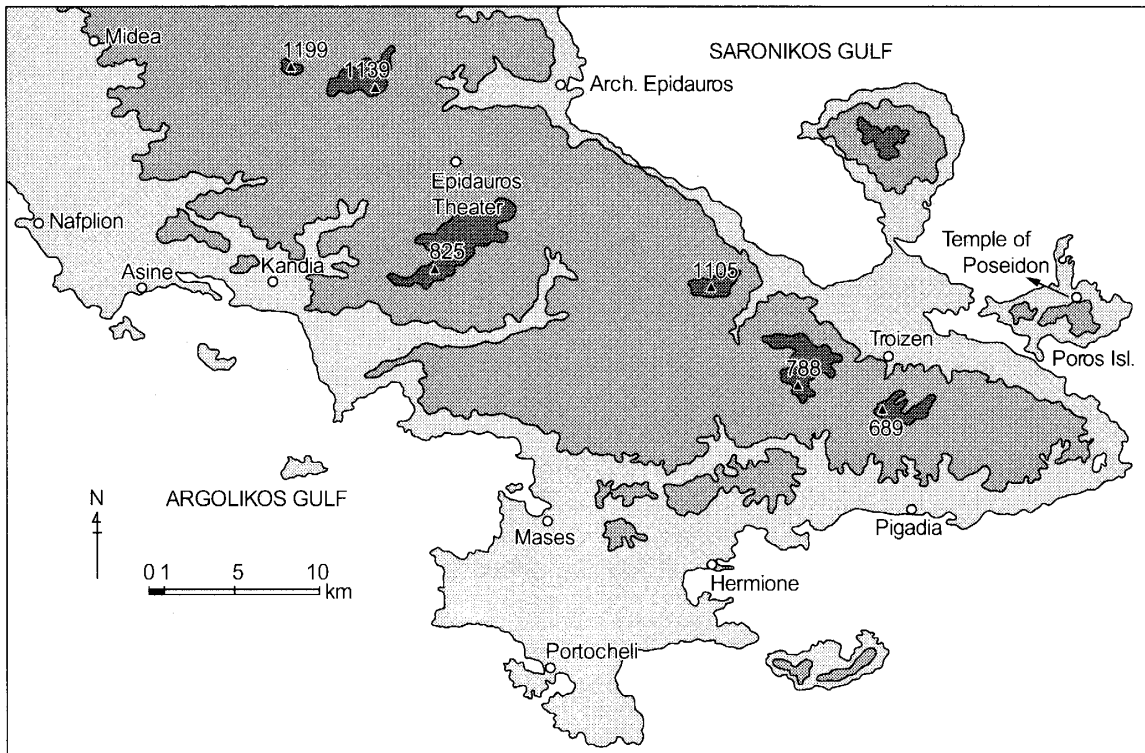 Midea
1199
1139
SARONIKOS GULF
Arch. Epidauros
Epidauros
Theater
Nafplion
Asine
Kandia
825
1105
Temple of
Poseidon
Troizen
Poros Isl.
788
689
N
ARGOLIKOS GULF
Mases
Pigadia
0 1 5 10
km
Hermione
Portocheli